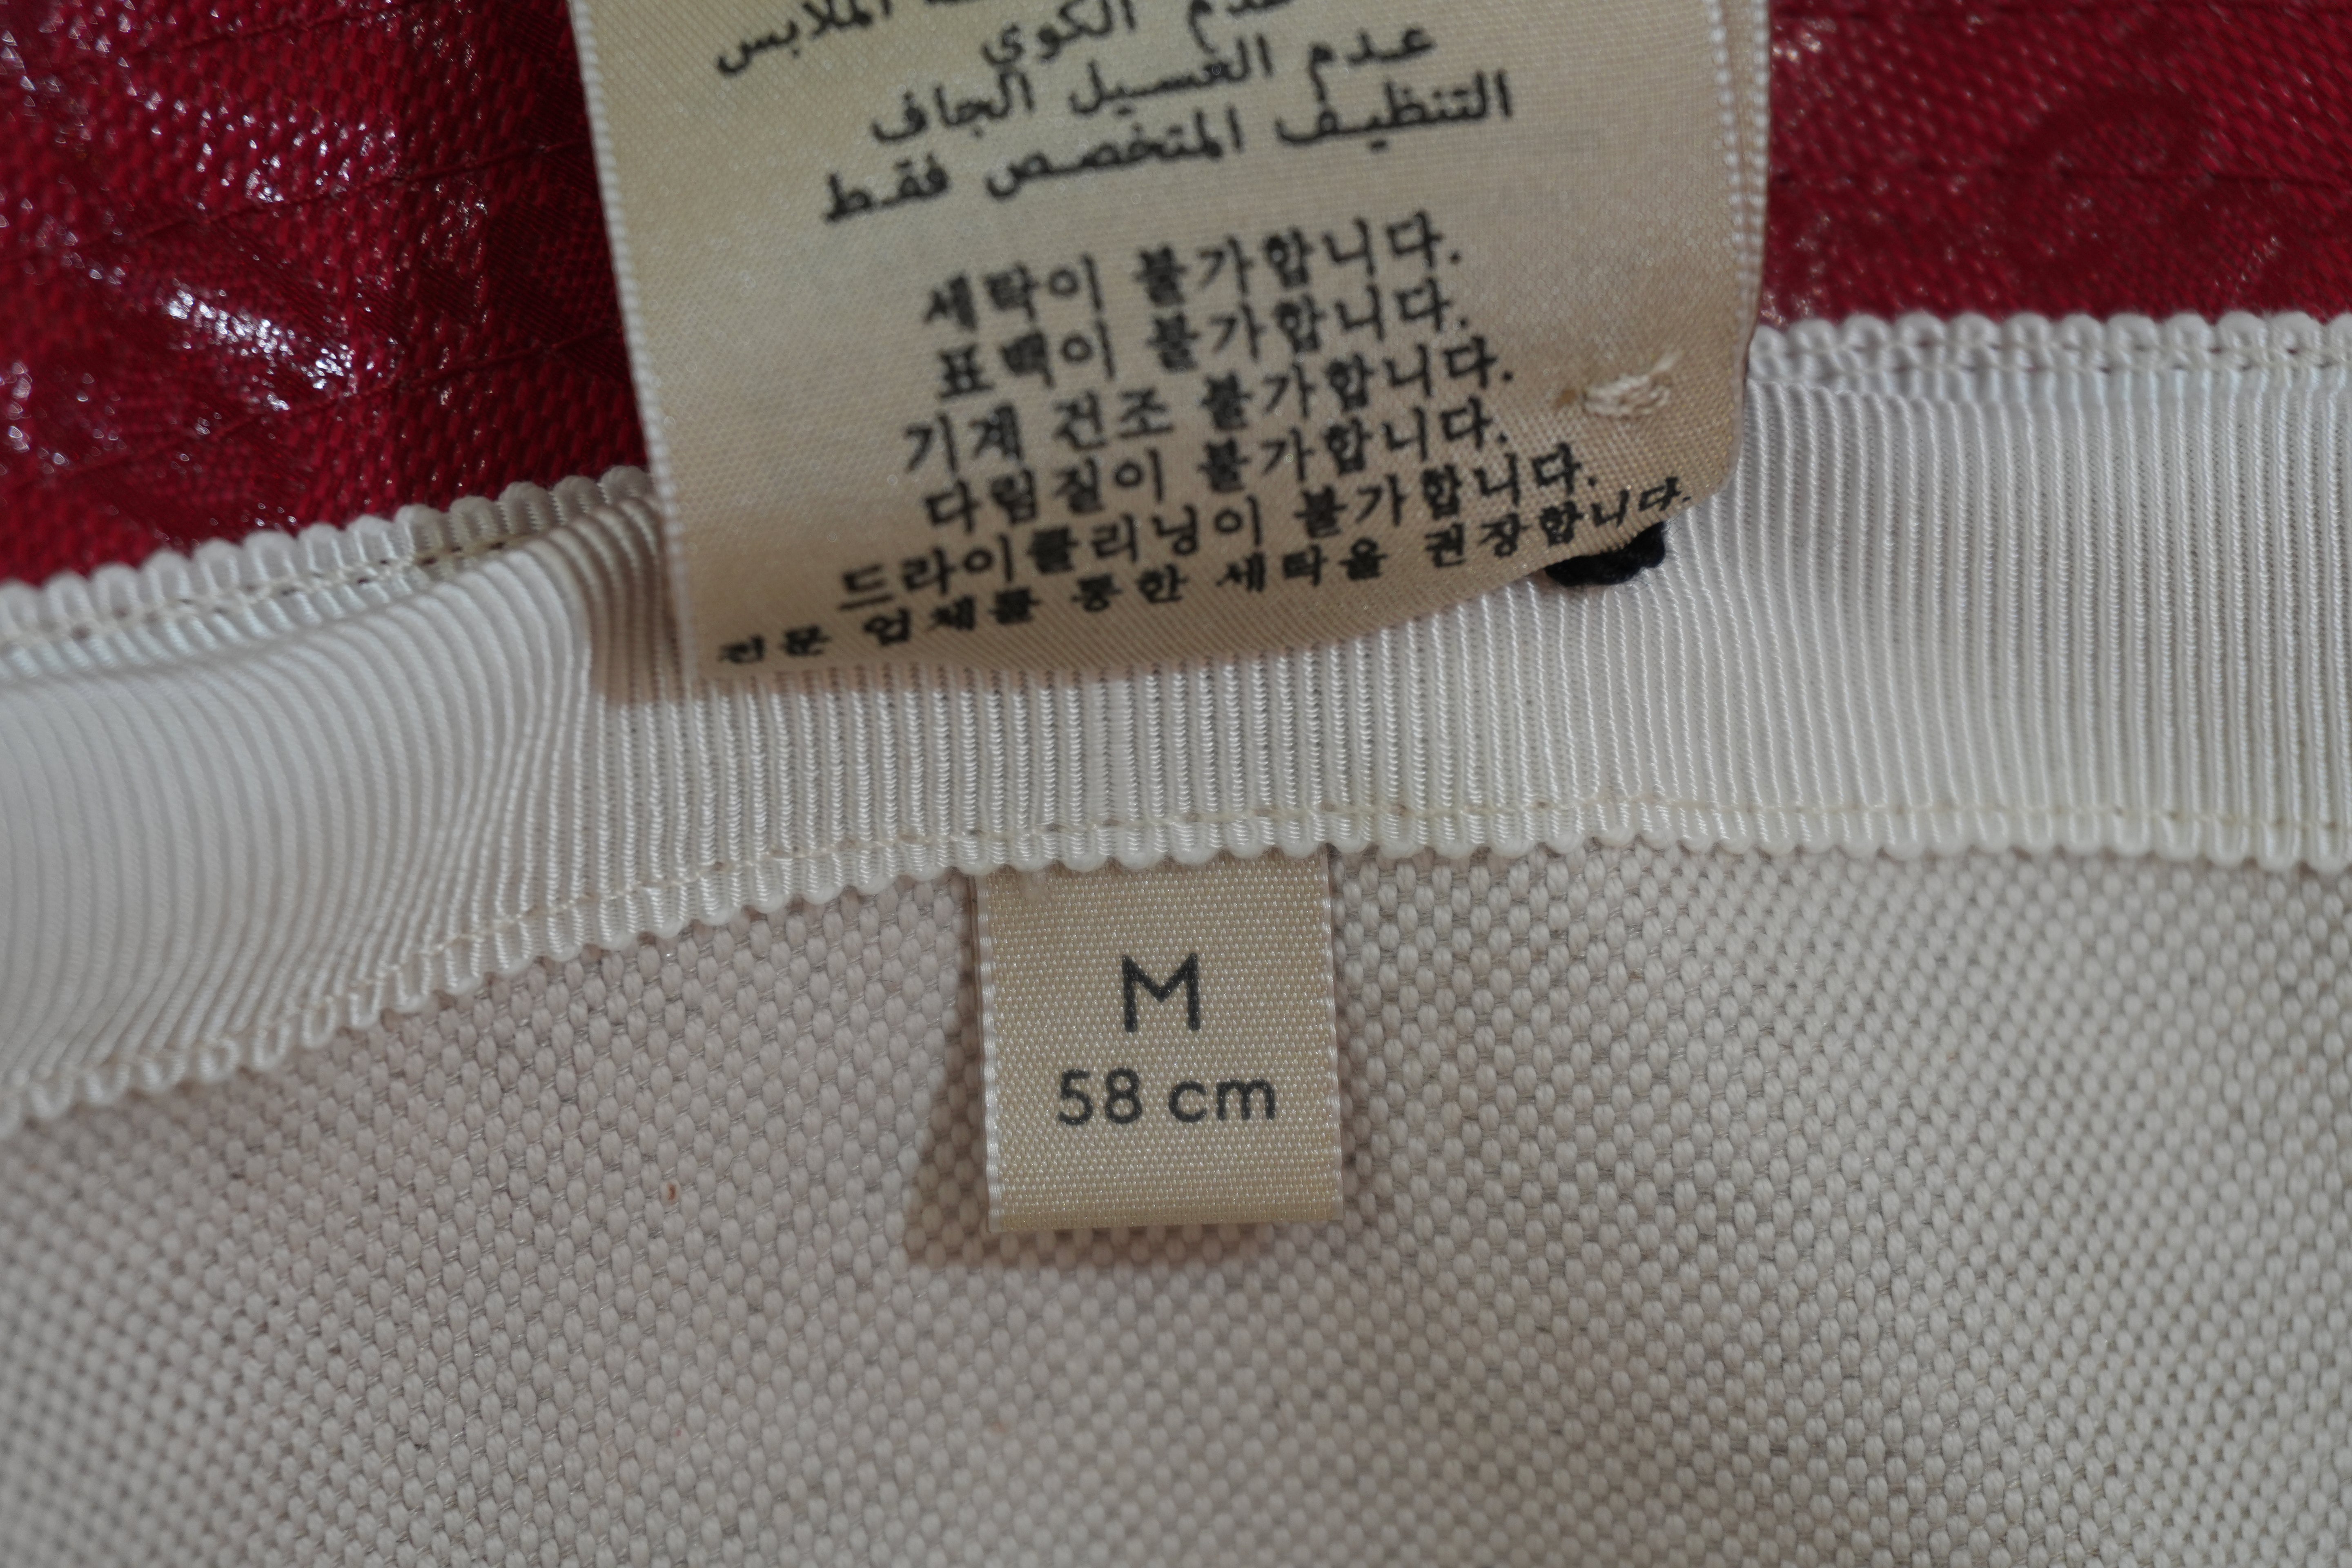 الملابس
عدم الكوي
عدم الغسيل الجاف
التنظيف المتخصص فقط
세탁이 불가합니다.
표백이 불가합니다.
기계 건조 불가합니다.
다림질이 불가합니다.
드라이클리닝이 불가합니다.
전문 업체를 통한 세탁을 권장합니다.
M
58 cm